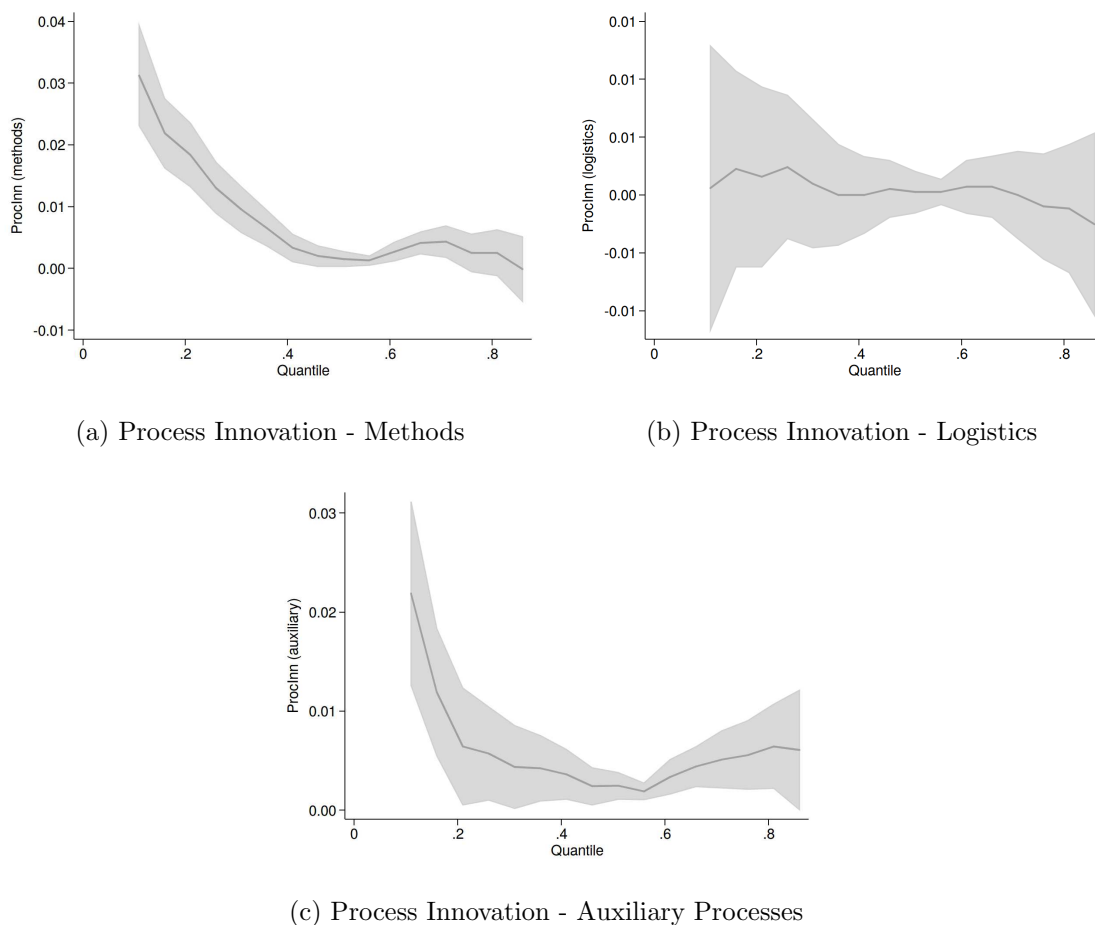 0.04
0.03
0.02
0.01
0.00
-0.01
ProcInn (methods)
0 .2 .4 .6 .8
Quantile
(a) Process Innovation - Methods
0.01
0.01
0.01
0.00
-0.01
-0.01
ProcInn (logistics)
0 .2 .4 .6 .8
Quantile
(b) Process Innovation - Logistics
0.03
0.02
0.01
0.00
ProcInn (auxiliary)
0 .2 .4 .6 .8
Quantile
(c) Process Innovation - Auxiliary Processes